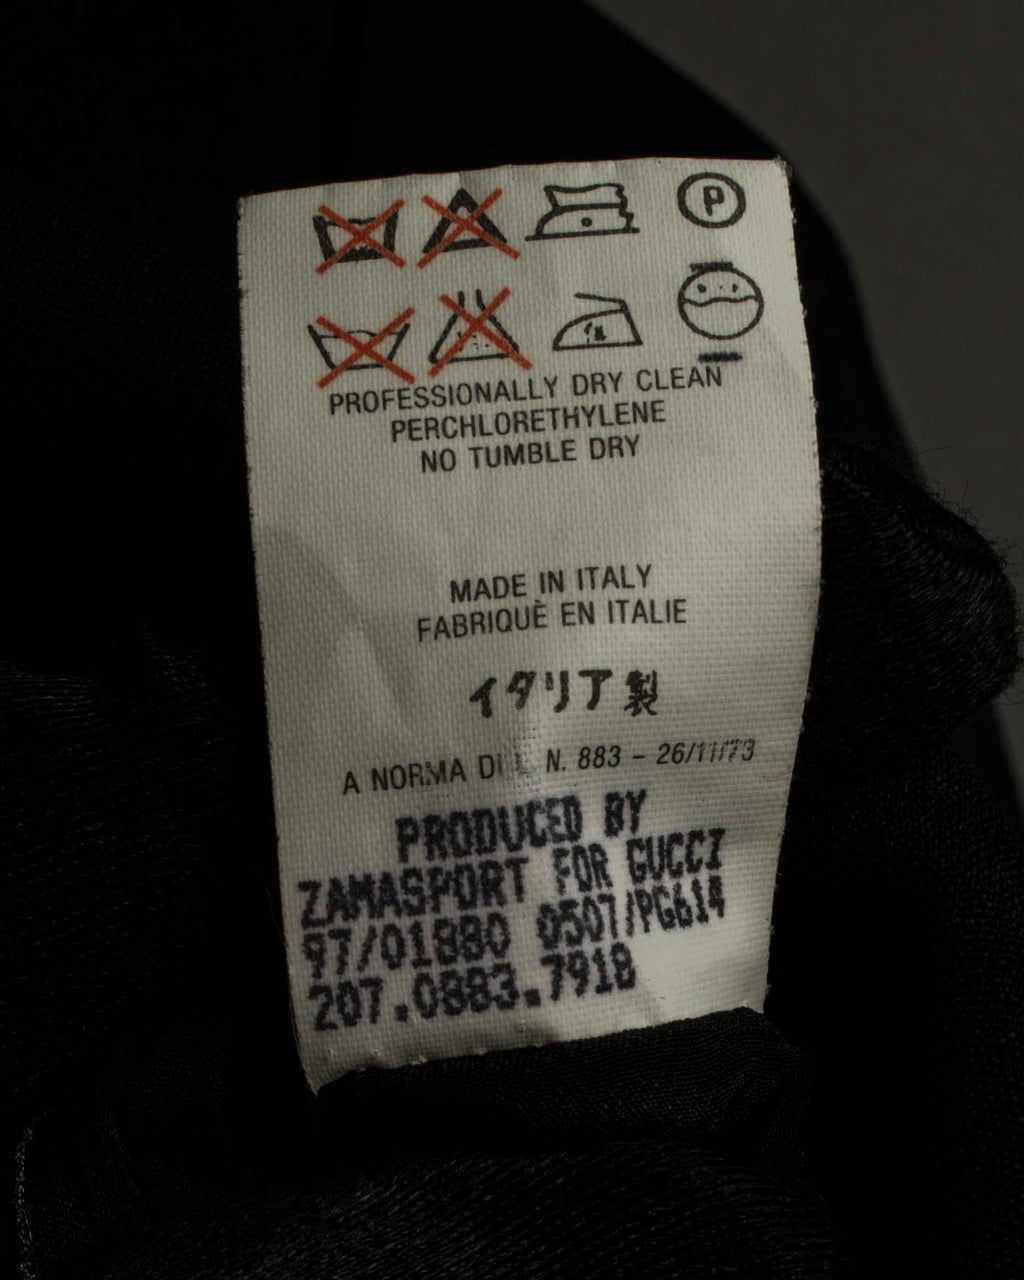 P
PROFESSIONALLY DRY CLEAN
PERCHLORETHYLENE
NO TUMBLE DRY
MADE IN ITALY
FABRIQUÈ EN ITALIE
イタリア製
A NORMA DI L. N. 883 - 26/11/73
PRODUCED BY
ZAMASPORT FOR GUCCI
97/01880 0507/PG614
207.0883.7918